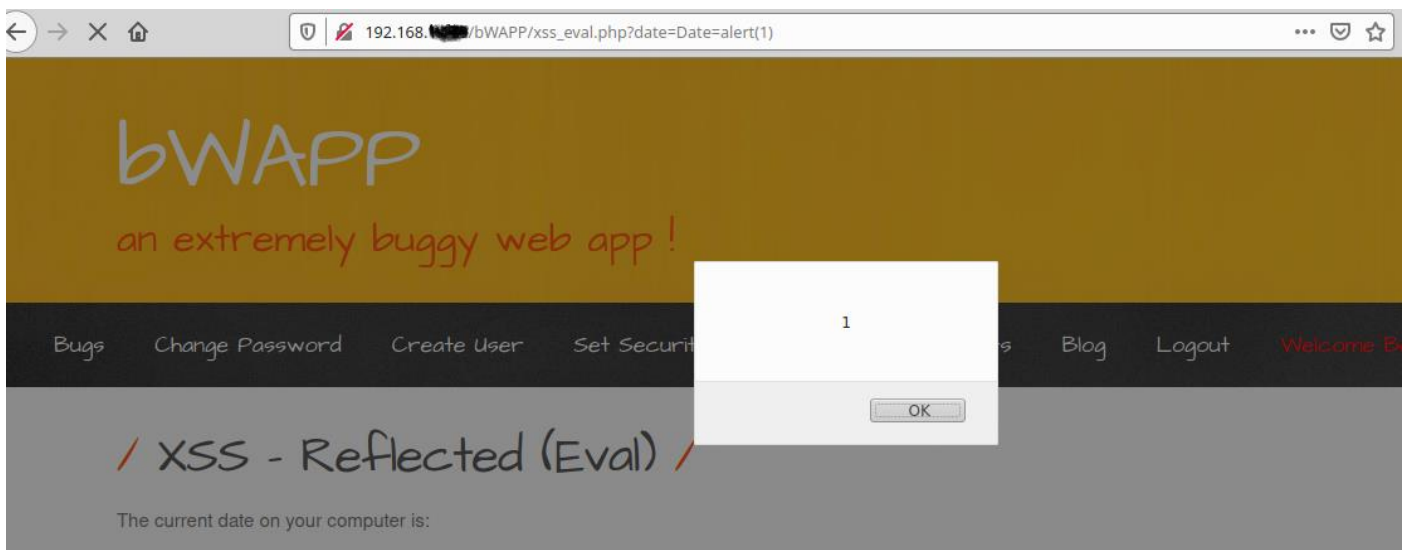 192.168. /bWAPP/xss_eval.php?date=Date=alert(1)
bWAPP
an extremely buggy web app !
1
OK
Bugs Change Password Create User Set Securit s Blog Logout Welcome B
/ XSS - Reflected (Eval) /
The current date on your computer is: